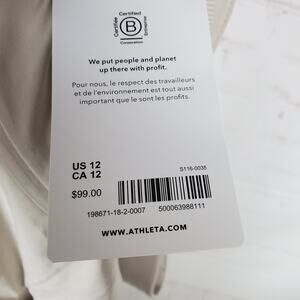 Certified
Certifiée
B
Corporation
Entreprise
We put people and planet
up there with profit.
Pour nous, le respect des travailleurs
et de l'environnement est tout aussi
important que le sont les profits.
US 12
CA 12
$99.00
S116-0035
198671-18-2-0007
500063988111
WWW.ATHLETA.COM